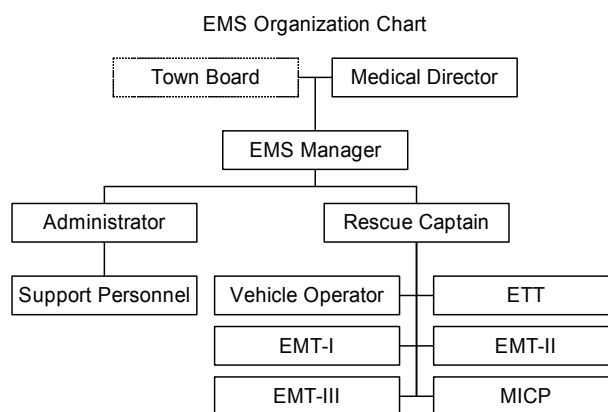 EMS Organization Chart
Town Board
Medical Director
EMS Manager
Administrator
Rescue Captain
Support Personnel
Vehicle Operator
ETT
EMT-I
EMT-II
EMT-III
MICP